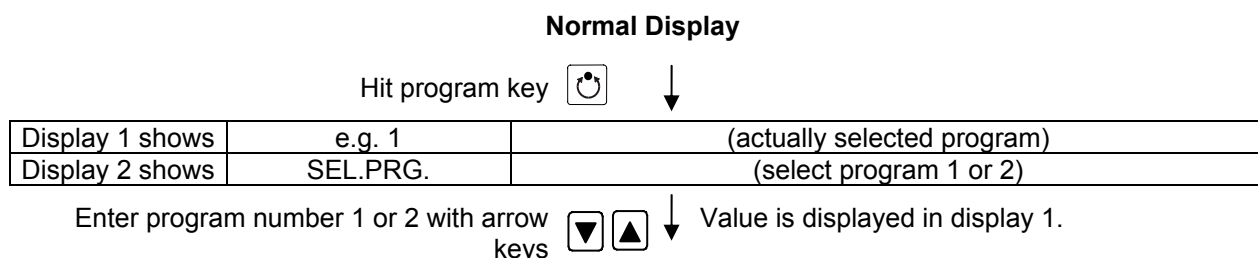 Normal Display
Hit program key
Display 1 shows e.g. 1 (actually selected program)
Display 2 shows SEL.PRG. (select program 1 or 2)
Enter program number 1 or 2 with arrow Value is displayed in display 1.
keys